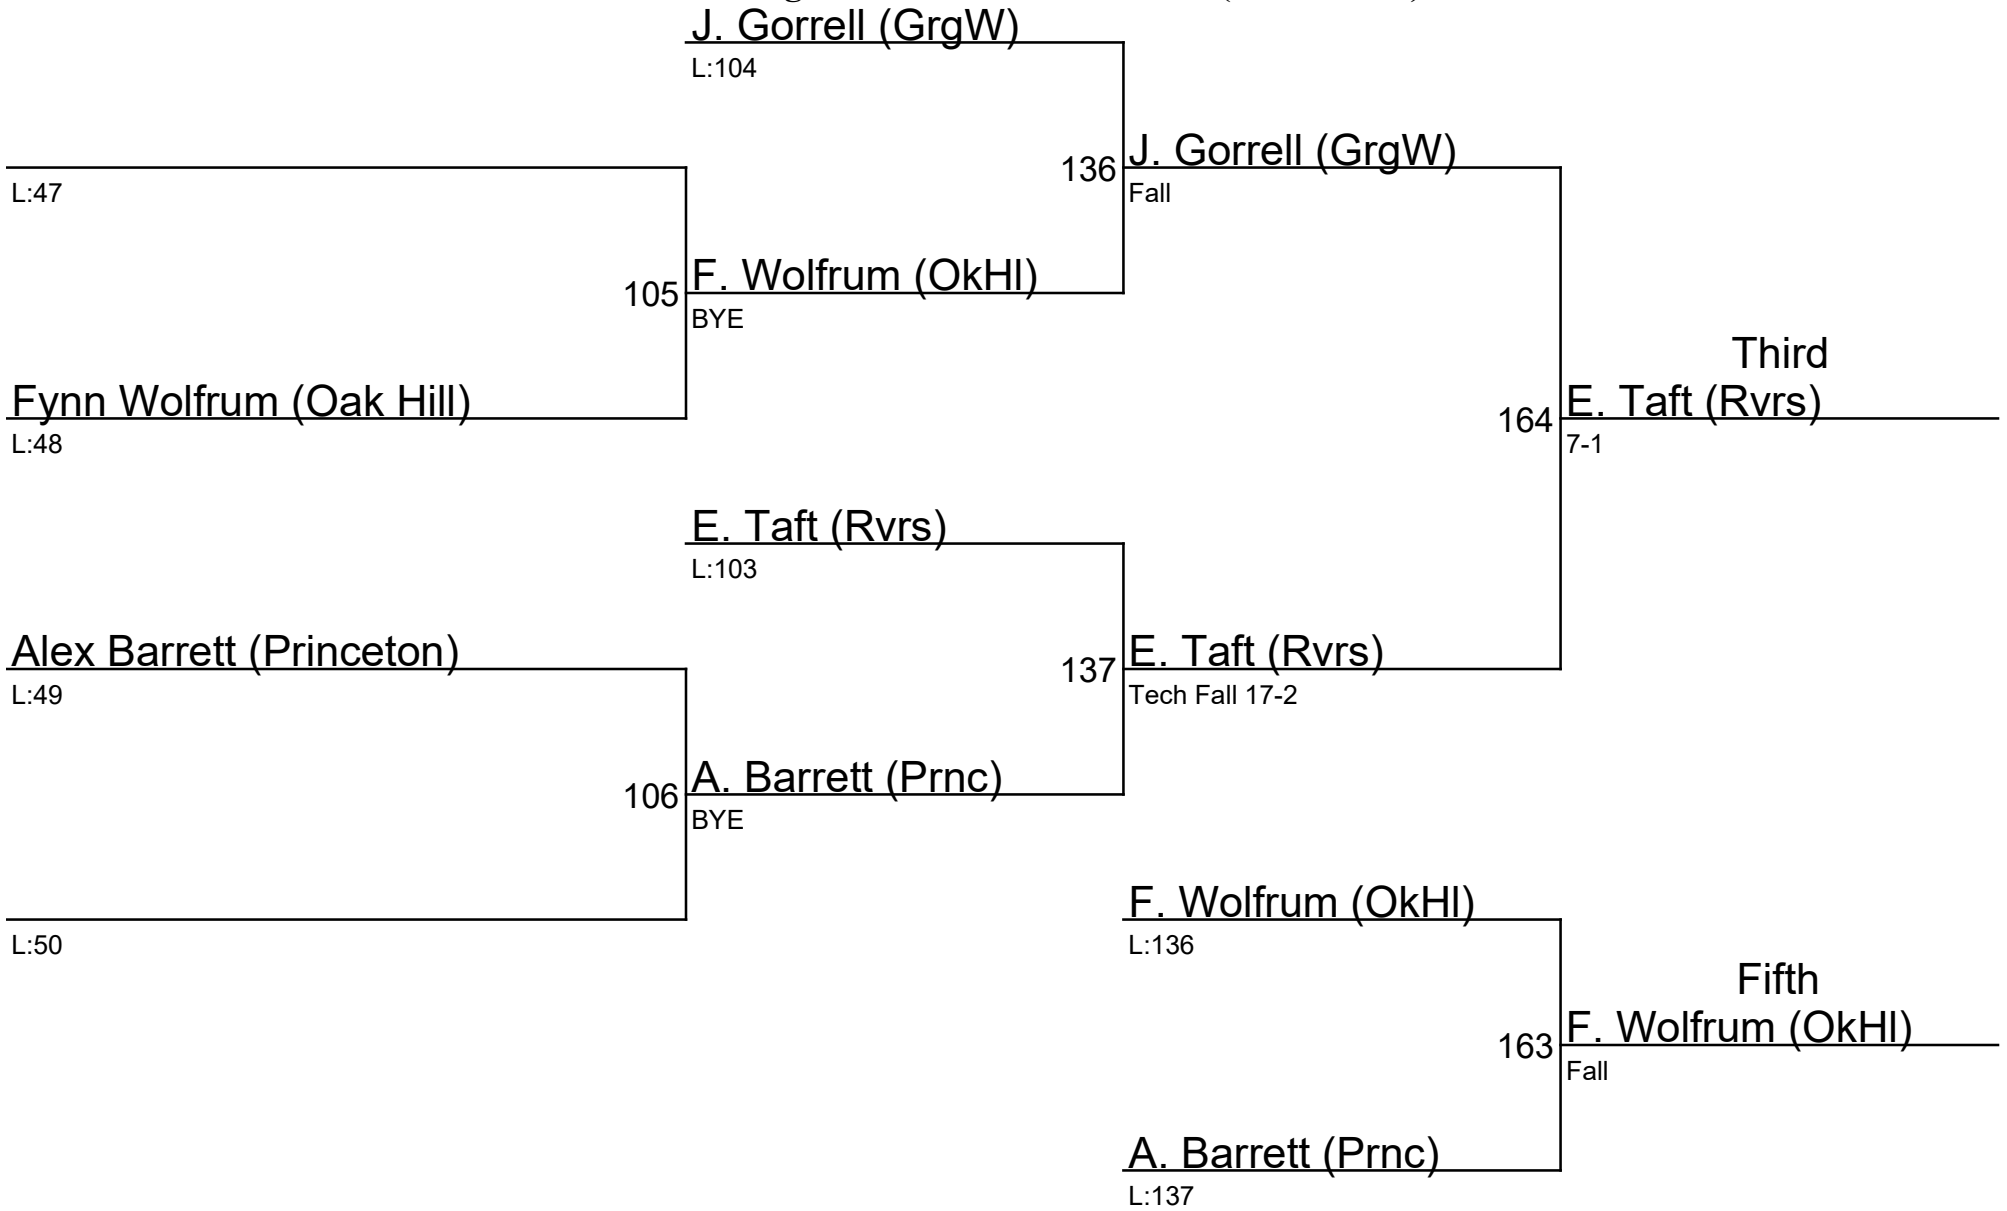 J. Gorrell (GrgW)
L:104
136
J. Gorrell (GrgW)
Fall
L:47
105
F. Wolfrum (OkHl)
BYE
Fynn Wolfrum (Oak Hill)
L:48
Third
164
E. Taft (Rvrs)
7-1
E. Taft (Rvrs)
L:103
Alex Barrett (Princeton)
L:49
137
E. Taft (Rvrs)
Tech Fall 17-2
106
A. Barrett (Prnc)
BYE
L:50
F. Wolfrum (OkHl)
L:136
Fifth
163
F. Wolfrum (OkHl)
Fall
A. Barrett (Prnc)
L:137